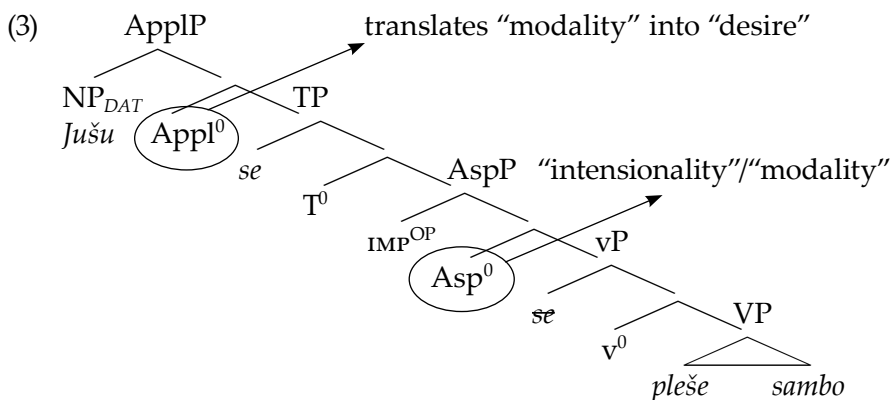 (3) ApplP translates “modality” into “desire”
NP_DAT TP
Jušu Appl⁰
se AspP “intensionality”/“modality”
T⁰
IMP^OP vP
Asp⁰
se VP
v⁰
pleše sambo